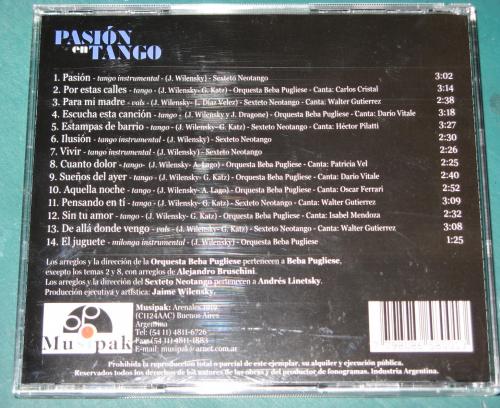 PASIÓN
en
TANGO
1. Pasión - tango instrumental - (J. Wilensky) - Sexteto Neotango 3:02
2. Por estas calles - tango - (J. Wilensky- G. Katz) - Orquesta Beba Pugliese - Canta: Carlos Cristal 3:14
3. Para mi madre - vals - (J. Wilensky- L. Díaz Velez) - Sexteto Neotango - Canta: Walter Gutierrez 2:38
4. Escucha esta canción - tango - (J. Wilensky y J. Dragone) - Orquesta Beba Pugliese - Canta: Darío Vitale 3:18
5. Estampas de barrio - tango - (J. Wilensky- G. Katz) - Sexteto Neotango - Canta: Héctor Pilatti 3:27
6. Ilusión - tango instrumental - (J. Wilensky) - Sexteto Neotango 2:30
7. Vivir - tango instrumental - (J. Wilensky) - Sexteto Neotango 2:26
8. Cuanto dolor - tango- (J. Wilensky- A. Lago) - Orquesta Beba Pugliese - Canta: Patricia Vel 2:25
9. Sueños del ayer - tango - (J. Wilensky- G. Katz) - Orquesta Beba Pugliese - Canta: Dario Vitale 2:40
10. Aquella noche - tango - (J. Wilensky- A. Lago) - Orquesta Beba Pugliese - Canta: Oscar Ferrari 2:52
11. Pensando en tí - tango - (J. Wilensky- G. Katz) - Sexteto Neotango - Canta: Walter Gutierrez 3:09
12. Sin tu amor - tango - (J. Wilensky- G. Katz) - Orquesta Beba Pugliese - Canta: Isabel Mendoza 2:32
13. De allá donde vengo - vals - (J. Wilensky- G. Katz) - Sexteto Neotango - Canta: Walter Gutierrez 3:08
14. El juguete - milonga instrumental - (J. Wilensky) - Orquesta Beba Pugliese 1:25
Los arreglos y la dirección de la Orquesta Beba Pugliese pertenecen a Beba Pugliese,
excepto los temas 2 y 8, con arreglos de Alejandro Bruschini.
Los arreglos y la dirección del Sexteto Neotango pertenecen a Andrés Linetsky.
Producción ejecutiva y artística: Jaime Wilensky.
Musipak
Musipak: Arenales
(C1124AAC) Buenos Aires
Argentina
Tel: (54 11) 4811-6726
Fax: (54 11) 4811-1883
E-mail: musipak@arnet.com.ar
Prohibida la reproducción total o parcial de este ejemplar, su alquiler y ejecución pública.
Reservados todos los derechos de los autores de las obras y del productor de fonogramas. Industria Argentina.